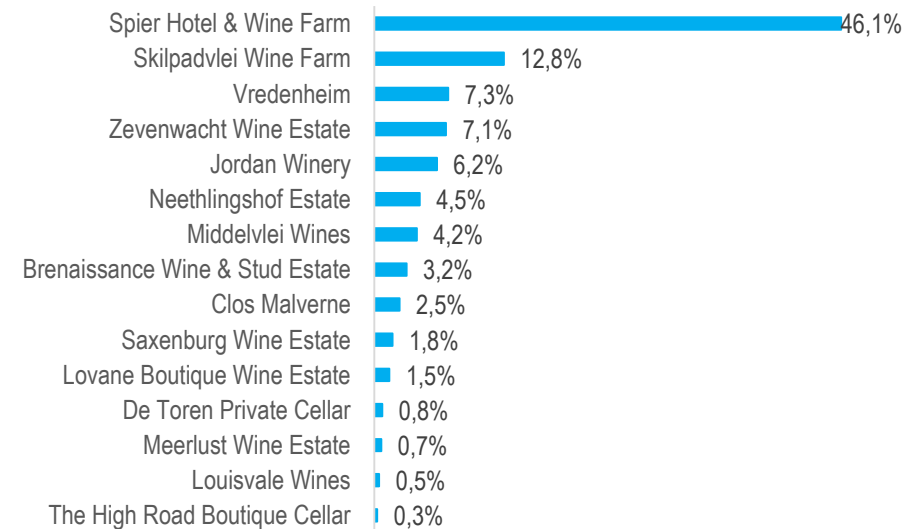 Spier Hotel & Wine Farm 46,1%
Skilpadvlei Wine Farm 12,8%
Vredenheim 7,3%
Zevenwacht Wine Estate 7,1%
Jordan Winery 6,2%
Neethlingshof Estate 4,5%
Middelvlei Wines 4,2%
Brenaissance Wine & Stud Estate 3,2%
Clos Malverne 2,5%
Saxenburg Wine Estate 1,8%
Lovane Boutique Wine Estate 1,5%
De Toren Private Cellar 0,8%
Meerlust Wine Estate 0,7%
Louisvale Wines 0,5%
The High Road Boutique Cellar 0,3%